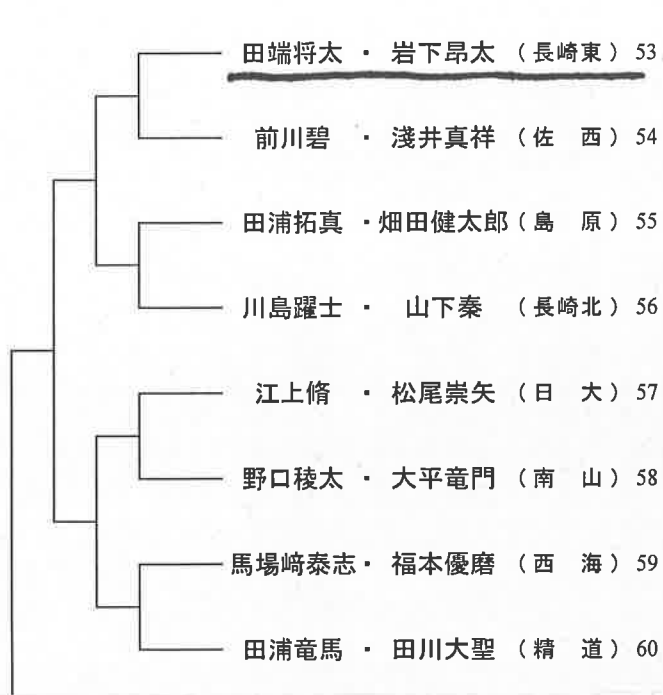 田端将太 ・ 岩下昂太 （長崎東） 53
前川碧 ・ 淺井真祥 （佐 西） 54
田浦拓真 ・ 畑田健太郎 （島 原） 55
川島躍士 ・ 山下秦 （長崎北） 56
江上脩 ・ 松尾崇矢 （日 大） 57
野口稜太 ・ 大平竜門 （南 山） 58
馬場﨑泰志 ・ 福本優磨 （西 海） 59
田浦竜馬 ・ 田川大聖 （精 道） 60